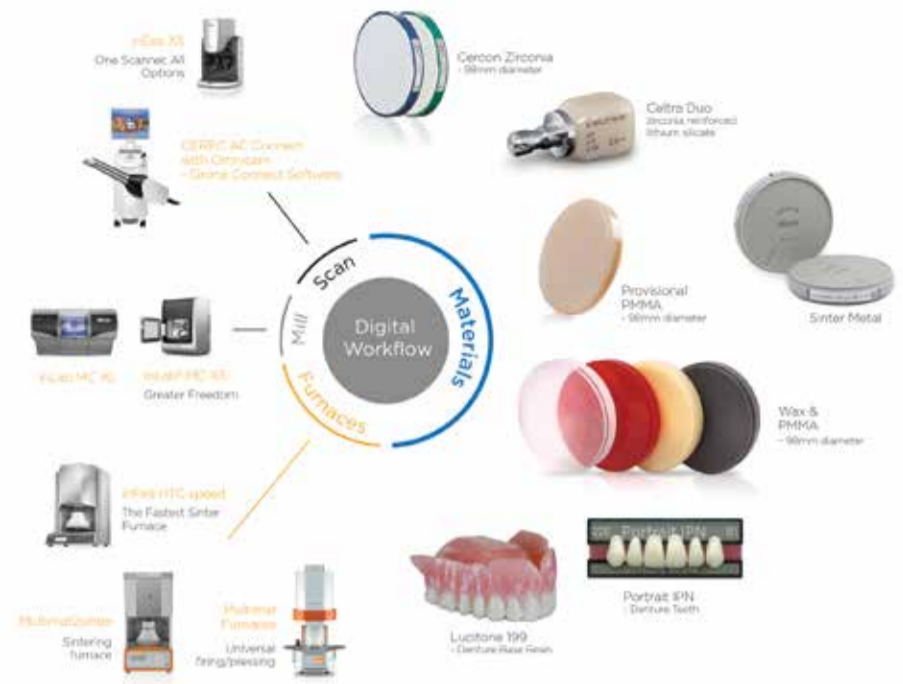 inEos X5
One Scanner, All
Options
CEREC AC Connect
with Omnicam
- Sirona Connect Software
Cercon Zirconia
- 98mm diameter
Celtra Duo
zirconia reinforced
lithium silicate
Provisional
PMMA
- 98mm diameter
Sinter Metal
Scan
Mill
Furnaces
Materials
Digital
Workflow
inLab MC XL
inLab MC X5
Greater Freedom
Wax &
PMMA
- 98mm diameter
inFire HTC speed
The Fastest Sinter
Furnace
Sintering
furnace
Multimat
Furnaces
Universal
firing/pressing
Lucitone 199
- Denture Base Resin
Portrait IPN
Portrait IPN
- Denture Teeth